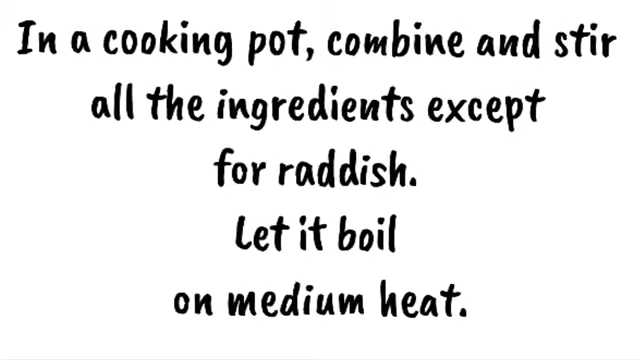 In a cooking pot, combine and stir
all the ingredients except
for raddish.
Let it boil
on medium heat.